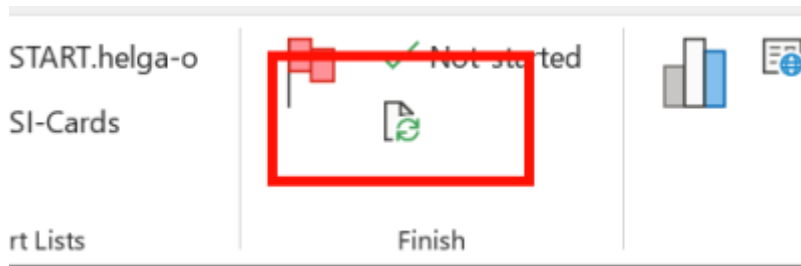 START.helga-o
Not started
SI-Cards
rt Lists
Finish